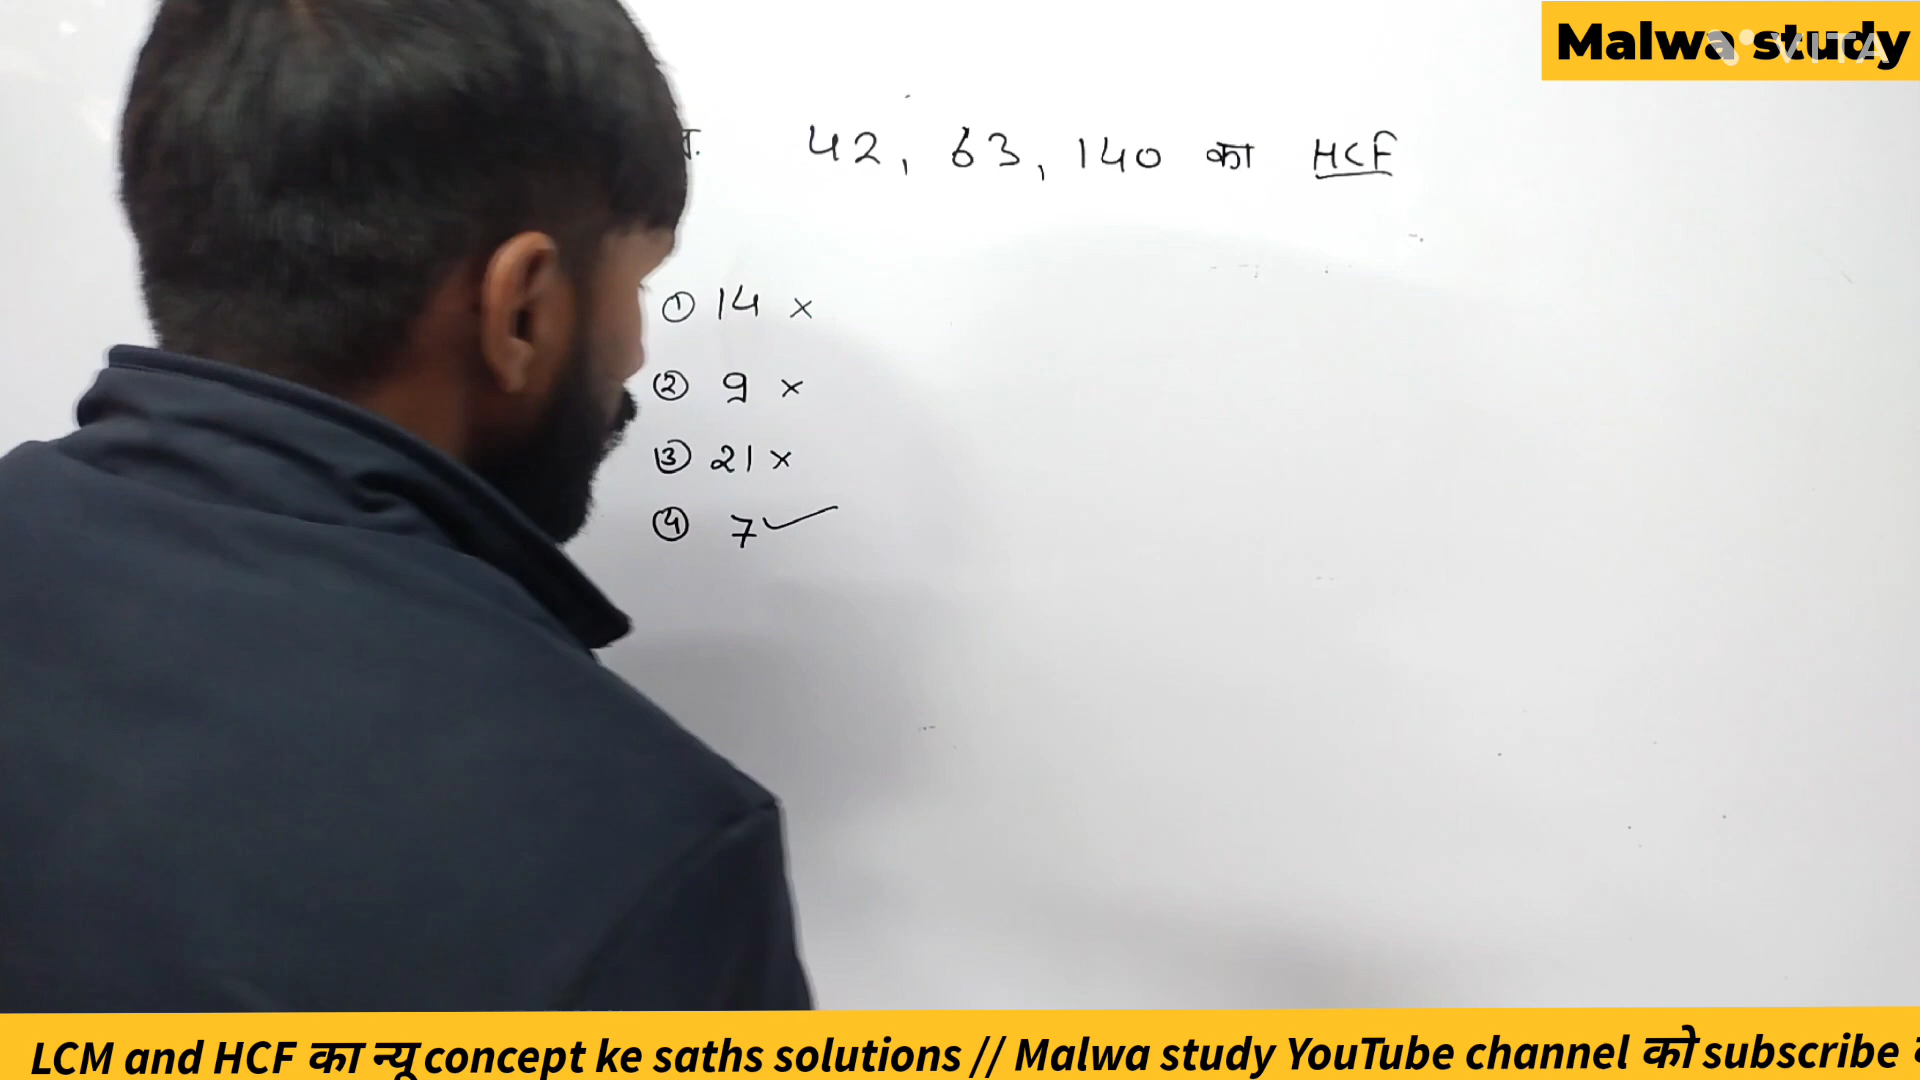 Malwa study
VITA
42, 63, 140 का HCF
① 14 ×
② 9 ×
③ 21 ×
④ 7 ✓
LCM and HCF का न्यू concept ke saths solutions // Malwa study YouTube channel को subscribe